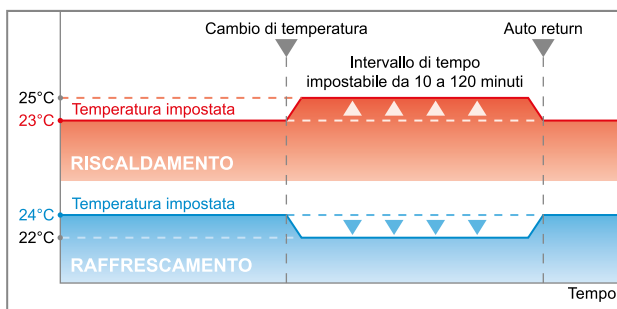 Cambio di temperatura
Auto return
Intervallo di tempo
impostabile da 10 a 120 minuti
25°C
Temperatura impostata
23°C
RISCALDAMENTO
Temperatura impostata
24°C
22°C
RAFFRESCAMENTO
Tempo